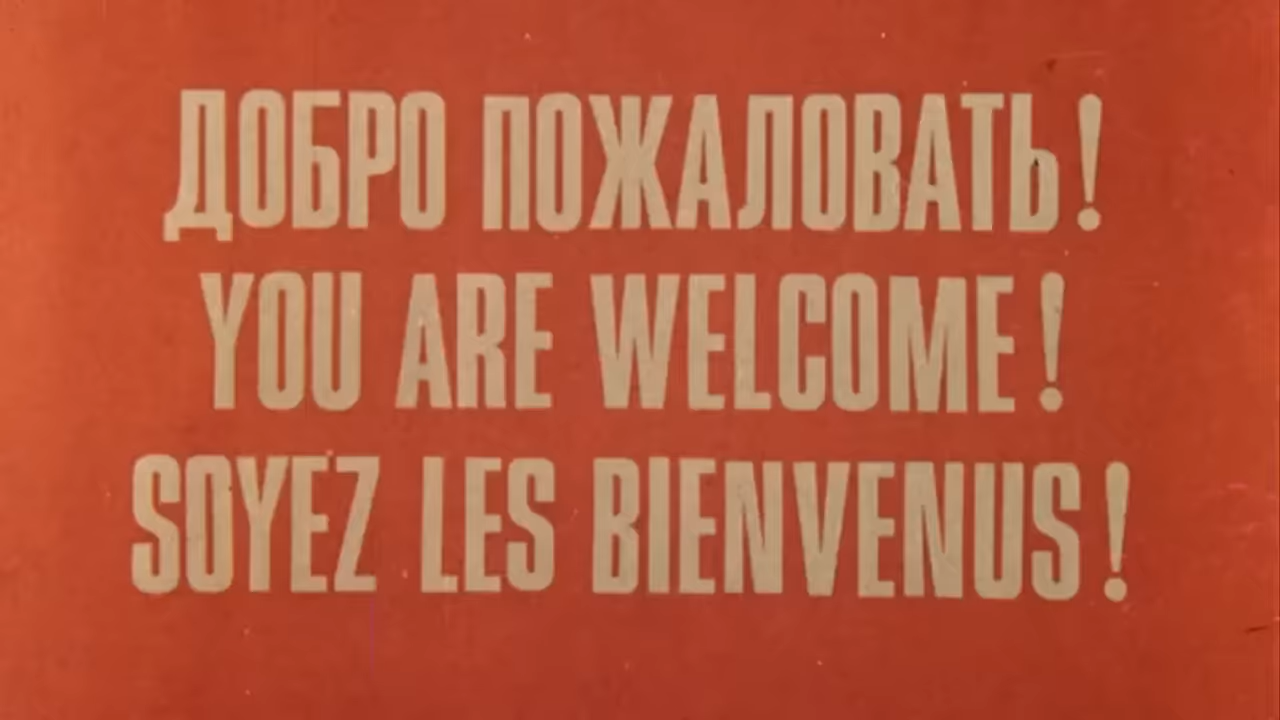 ДОБРО ПОЖАЛОВАТЬ!
YOU ARE WELCOME!
SOYEZ LES BIENVENUS!